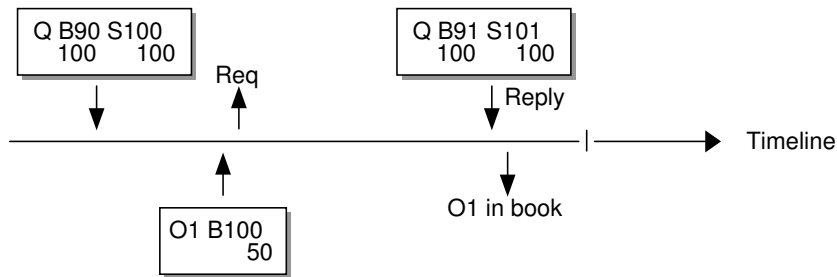 Q B90 S100
100 100
Req
Q B91 S101
100 100
Reply
Timeline
O1 in book
O1 B100
50